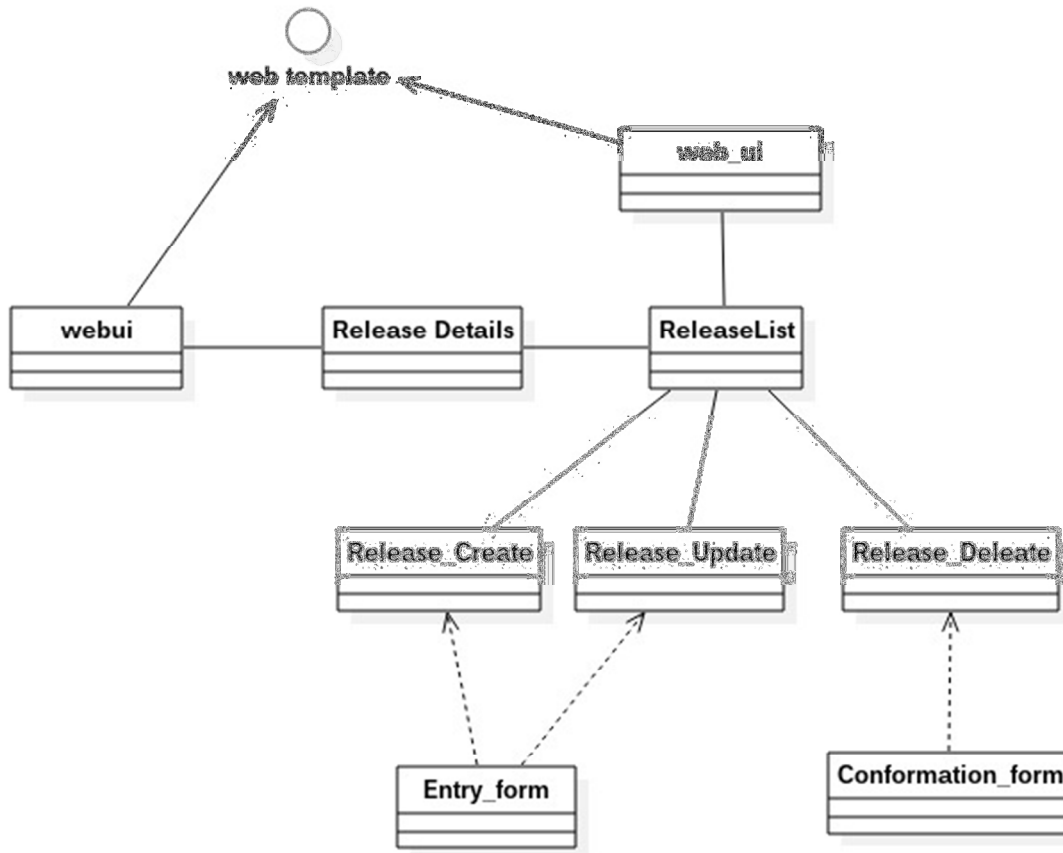 web template
web_ui
webui
Release Details
ReleaseList
Release_Create
Release_Update
Release_Deleate
Entry_form
Conformation_form